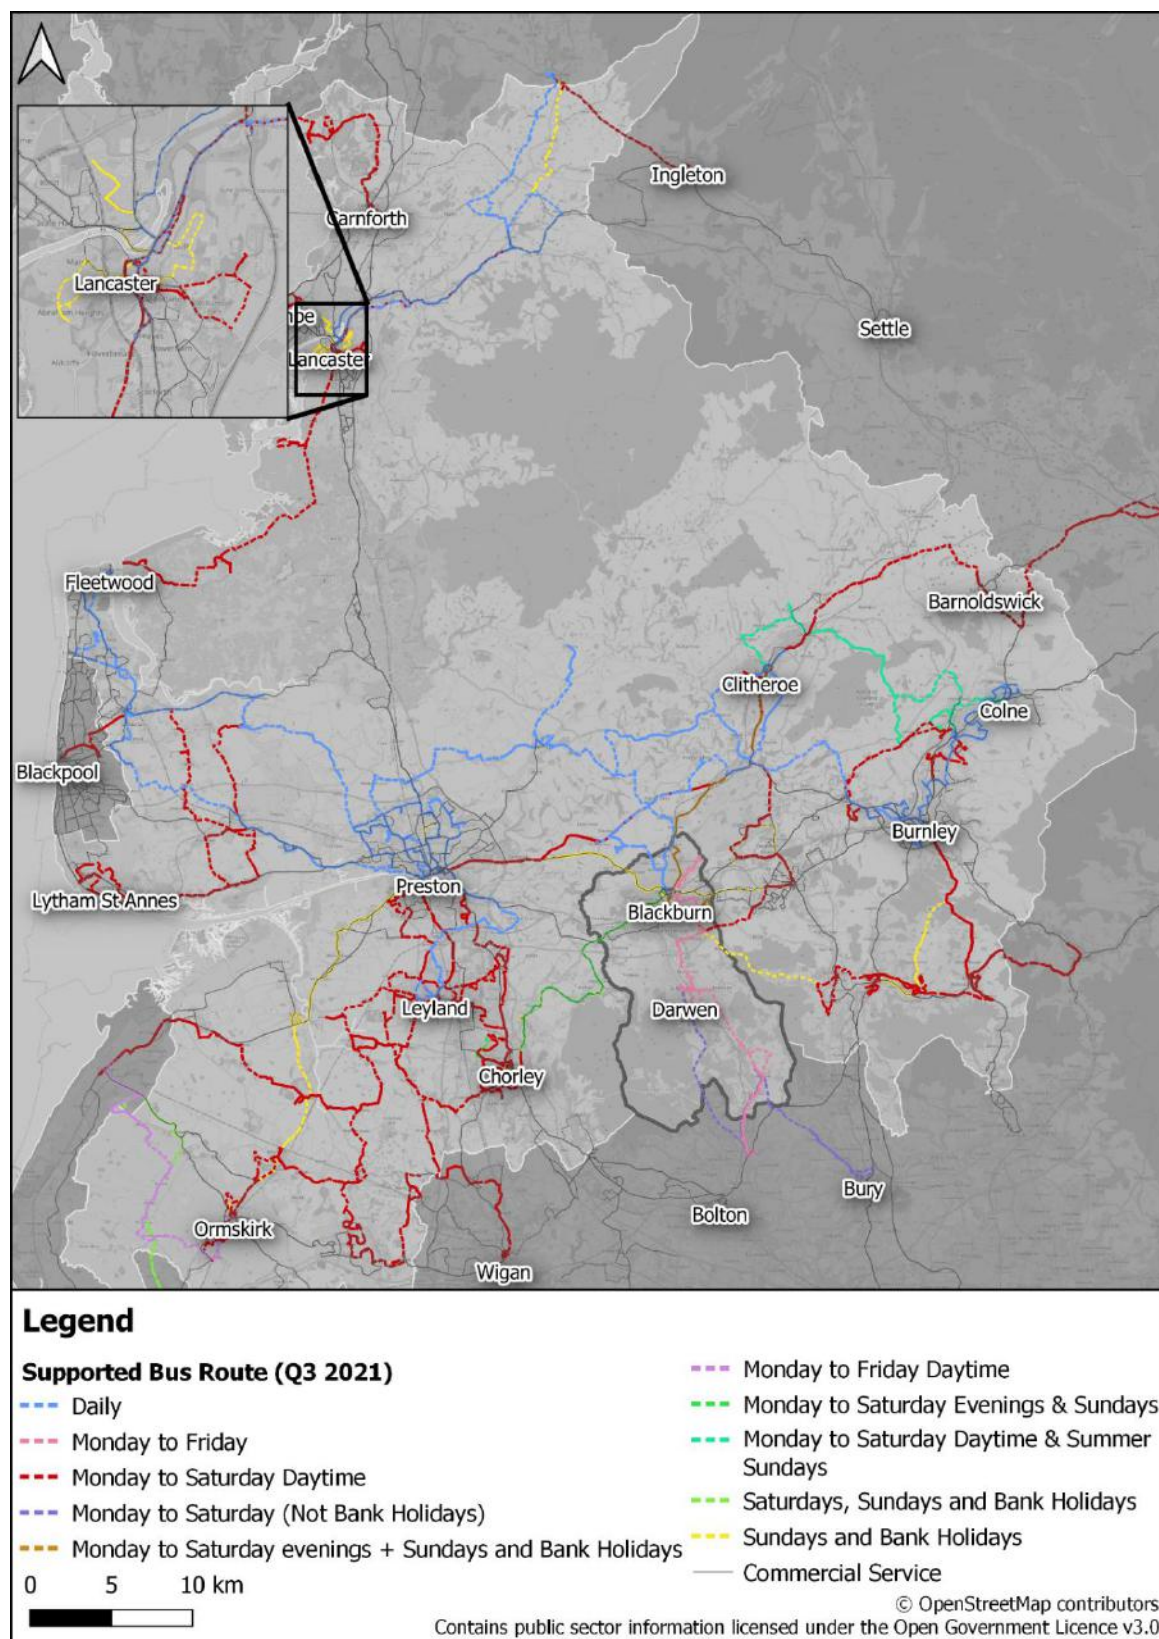 Ingleton
Carnforth
Lancaster
Settle
Lancaster
Fleetwood
Barnoldswick
Clitheroe
Colne
Blackpool
Burnley
Preston
Lytham St Annes
Blackburn
Leyland
Darwen
Chorley
Bury
Bolton
Ormskirk
Wigan
Legend
Supported Bus Route (Q3 2021)
Daily
Monday to Friday
Monday to Saturday Daytime
Monday to Saturday (Not Bank Holidays)
Monday to Saturday evenings + Sundays and Bank Holidays
Monday to Friday Daytime
Monday to Saturday Evenings & Sundays
Monday to Saturday Daytime & Summer
Sundays
Saturdays, Sundays and Bank Holidays
Sundays and Bank Holidays
Commercial Service
0 5 10 km
© OpenStreetMap contributors
Contains public sector information licensed under the Open Government Licence v3.0